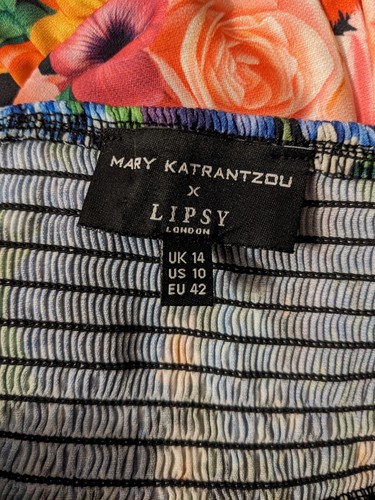 MARY KATRANTZOU
X
LIPSY
LONDON
UK 14
US 10
EU 42